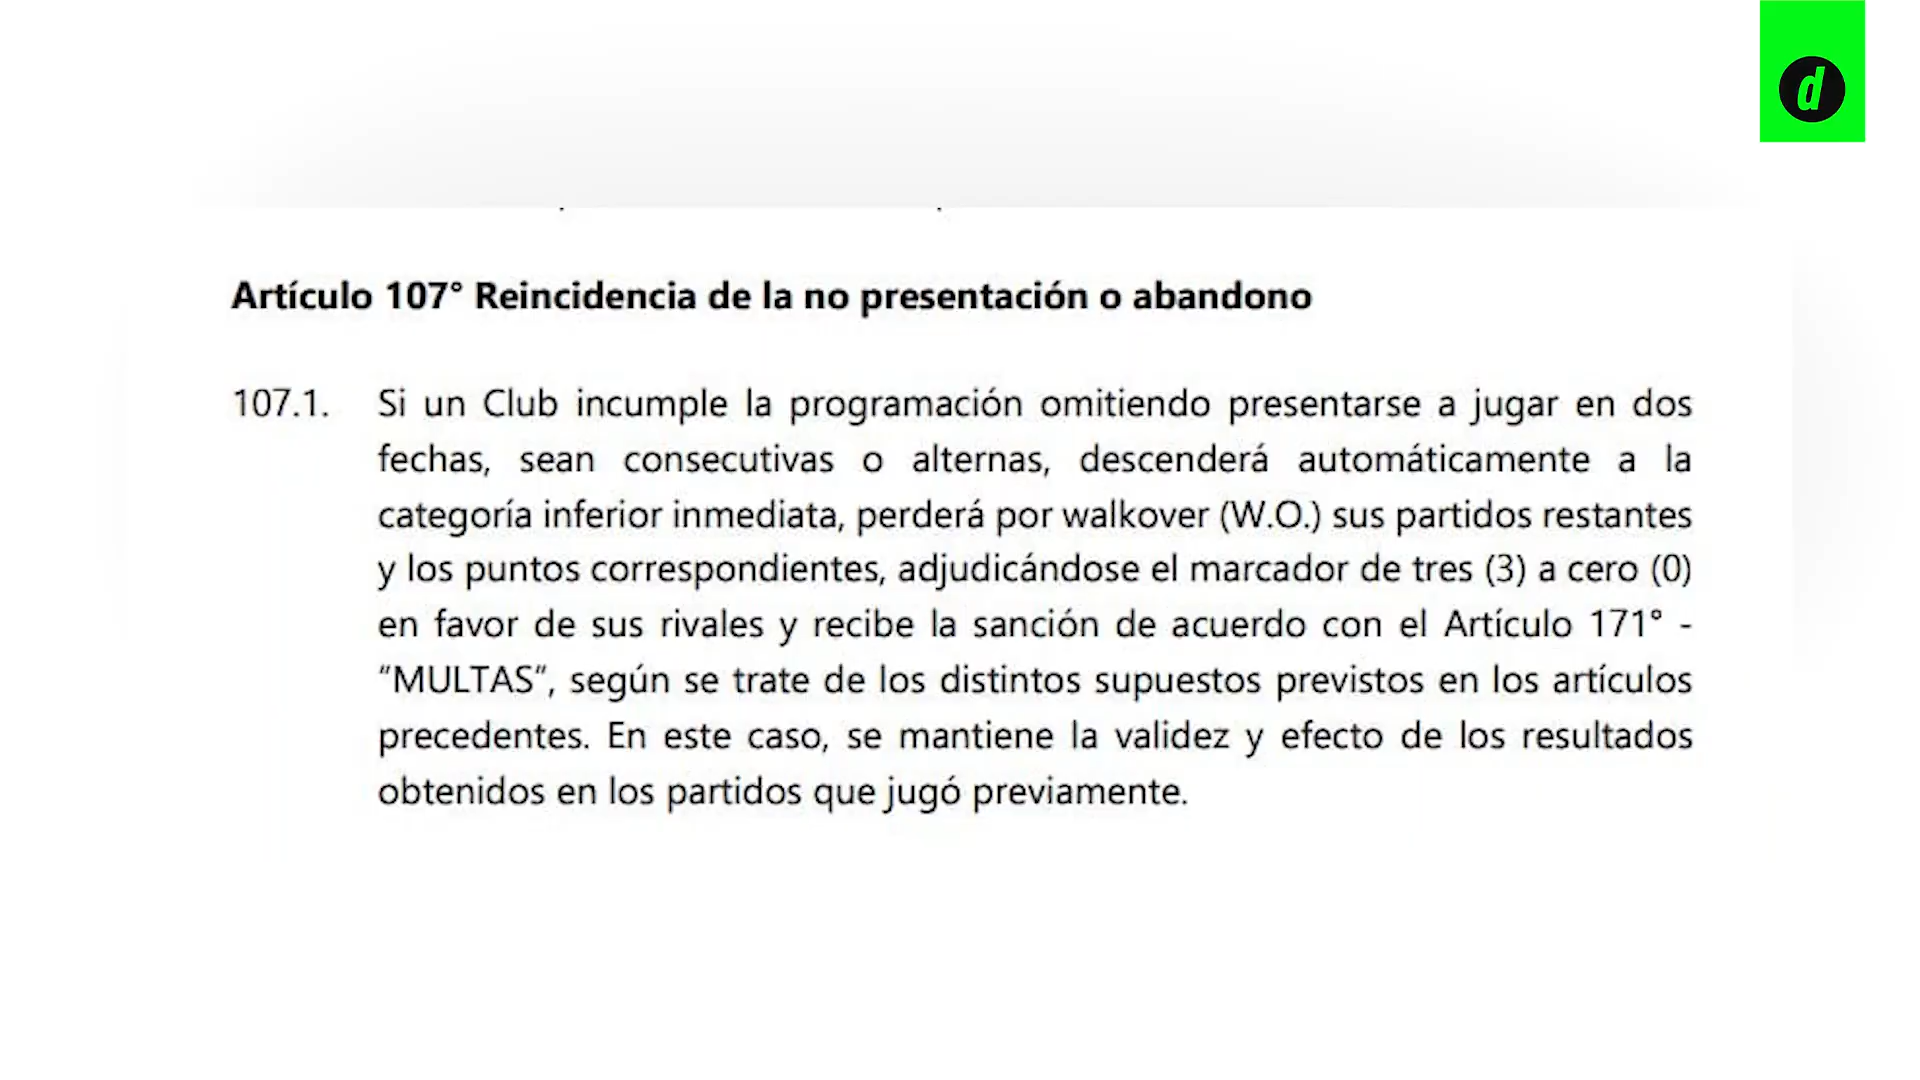 d
Artículo 107° Reincidencia de la no presentación o abandono
107.1. Si un Club incumple la programación omitiendo presentarse a jugar en dos
fechas, sean consecutivas o alternas, descenderá automáticamente a la
categoría inferior inmediata, perderá por walkover (W.O.) sus partidos restantes
y los puntos correspondientes, adjudicándose el marcador de tres (3) a cero (0)
en favor de sus rivales y recibe la sanción de acuerdo con el Artículo 171° -
"MULTAS", según se trate de los distintos supuestos previstos en los artículos
precedentes. En este caso, se mantiene la validez y efecto de los resultados
obtenidos en los partidos que jugó previamente.